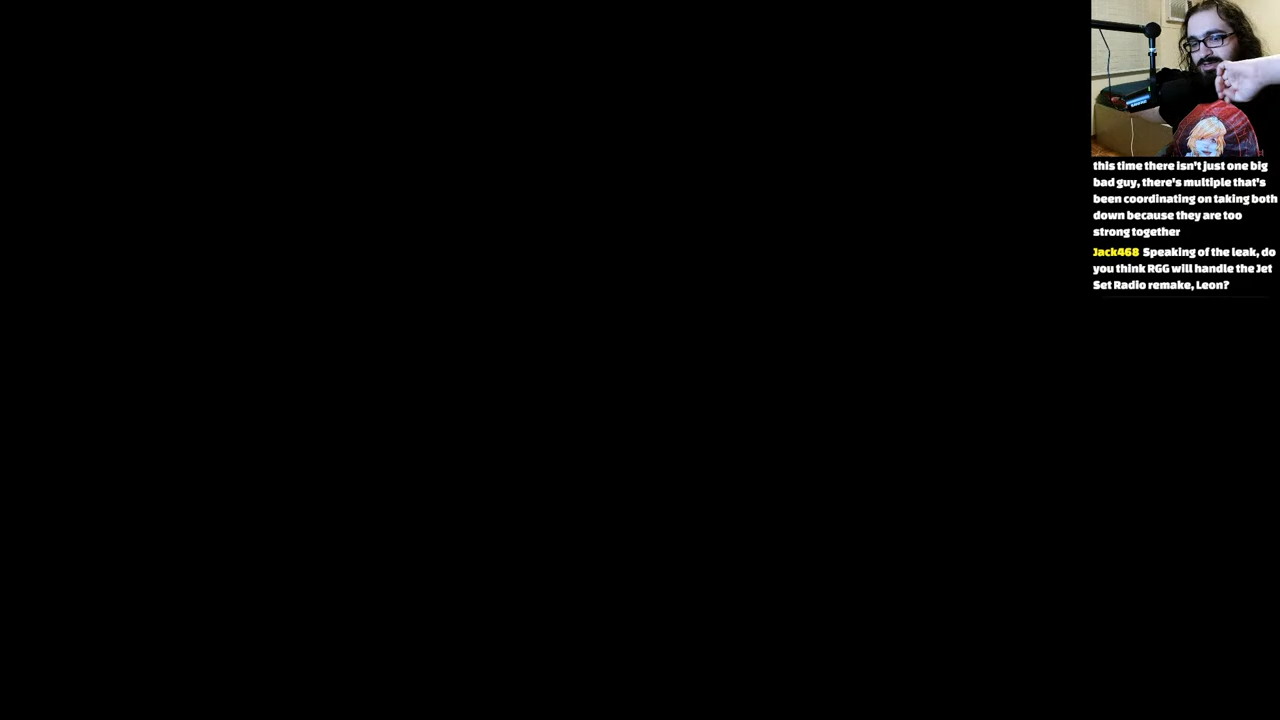 this time there isn't just one big
bad guy, there's multiple that's
been coordinating on taking both
down because they are too
strong together
Jack468 Speaking of the leak, do
you think RGG will handle the Jet
Set Radio remake, Leon?